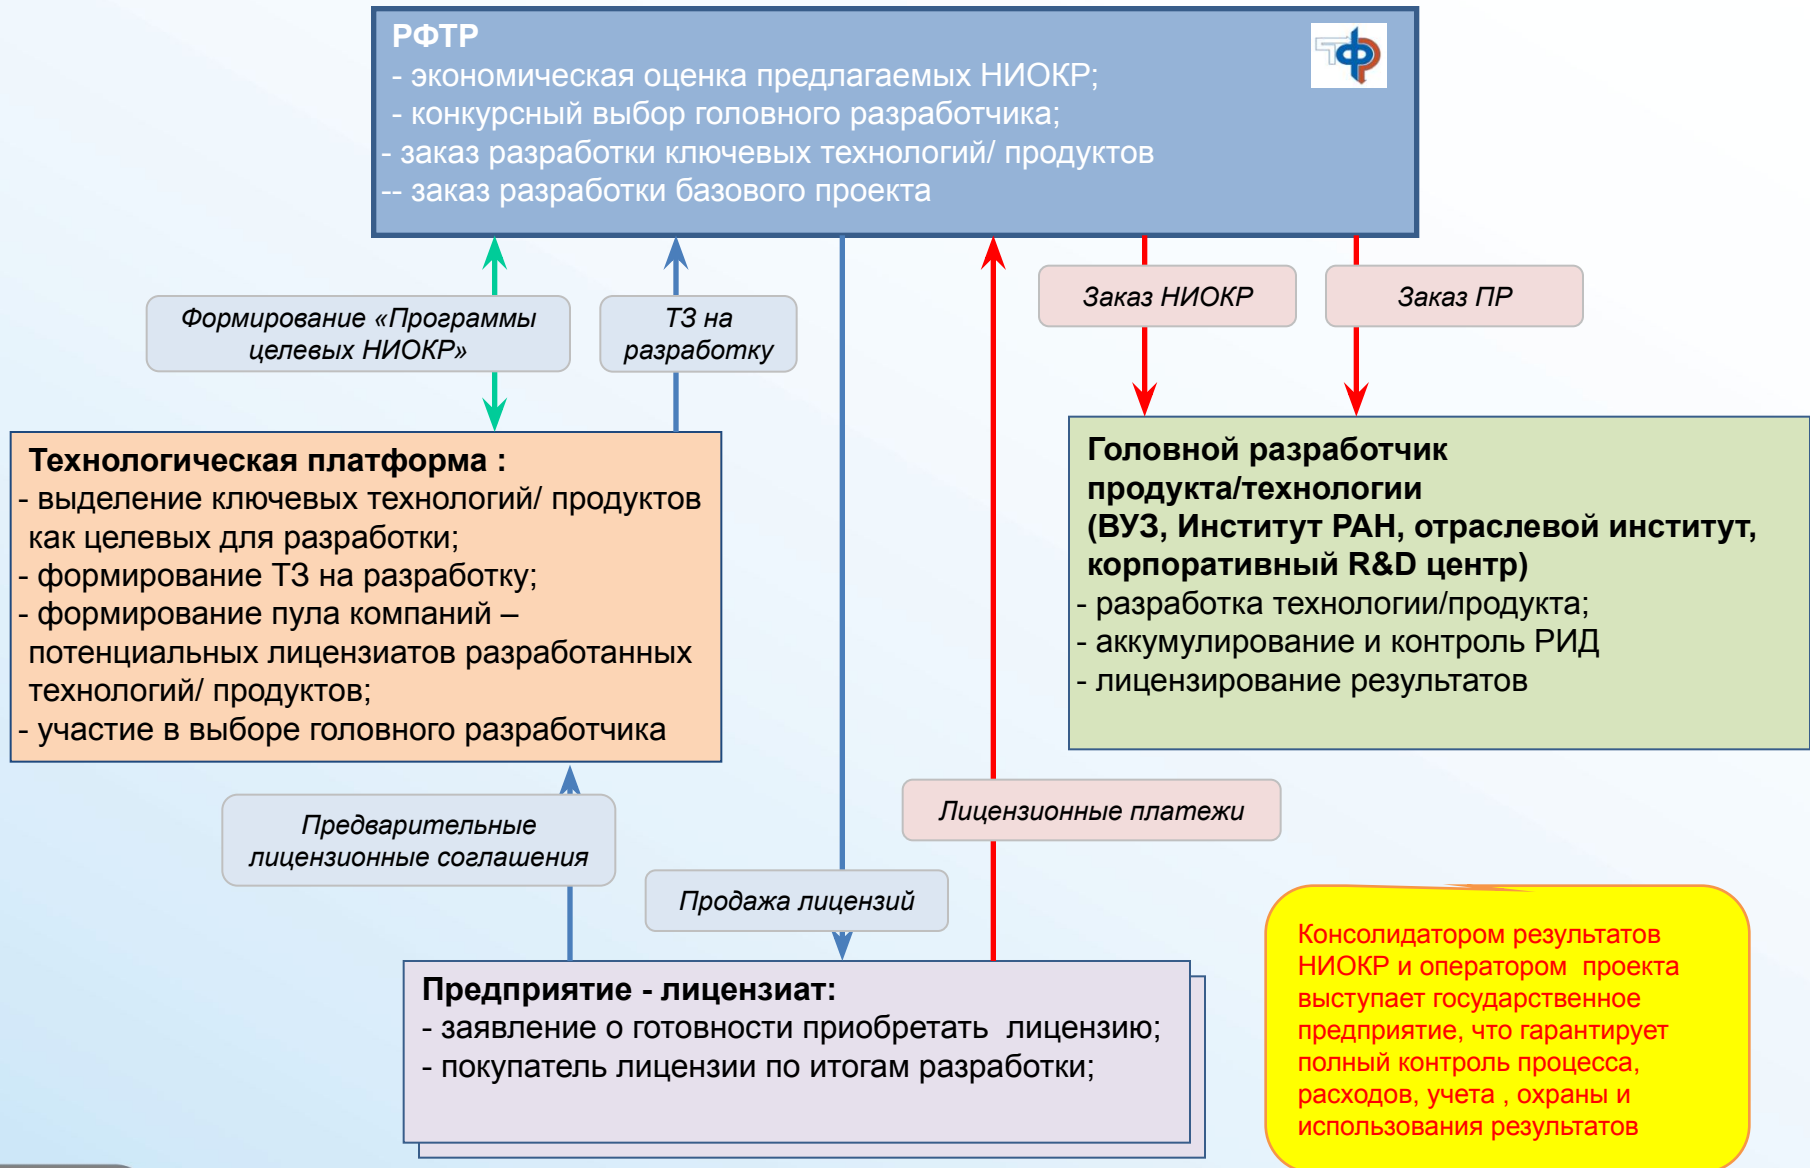 РФТР
- экономическая оценка предлагаемых НИОКР;
- конкурсный выбор головного разработчика;
- заказ разработки ключевых технологий/ продуктов
-- заказ разработки базового проекта
ТФР
Формирование «Программы
целевых НИОКР»
ТЗ на
разработку
Заказ НИОКР
Заказ ПР
Технологическая платформа :
- выделение ключевых технологий/ продуктов
как целевых для разработки;
- формирование ТЗ на разработку;
- формирование пула компаний –
потенциальных лицензиатов разработанных
технологий/ продуктов;
- участие в выборе головного разработчика
Головной разработчик
продукта/технологии
(ВУЗ, Институт РАН, отраслевой институт,
корпоративный R&D центр)
- разработка технологии/продукта;
- аккумулирование и контроль РИД
- лицензирование результатов
Предварительные
лицензионные соглашения
Продажа лицензий
Лицензионные платежи
Предприятие - лицензиат:
- заявление о готовности приобретать  лицензию;
- покупатель лицензии по итогам разработки;
Консолидатором результатов
НИОКР и оператором  проекта
выступает государственное
предприятие, что гарантирует
полный контроль процесса,
расходов, учета , охраны и
использования результатов